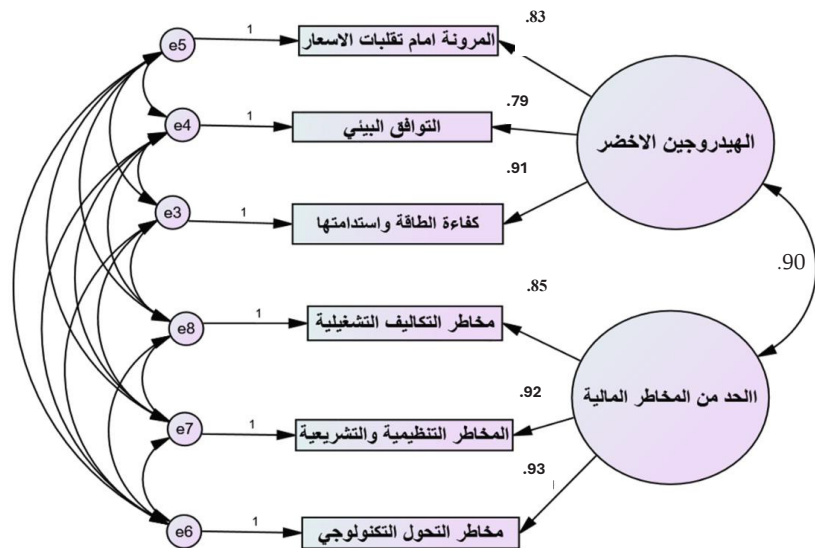 .83
e5
1
المرونة امام تقلبات الاسعار
.79
e4
1
التوافق البيئي
الهيدروجين الاخضر
.91
e3
1
كفاءة الطاقة واستدامتها
.90
.85
e8
1
مخاطر التكاليف التشغيلية
االحد من المخاطر المالية
.92
e7
1
المخاطر التنظيمية والتشريعية
.93
e6
1
مخاطر التحول التكنولوجي